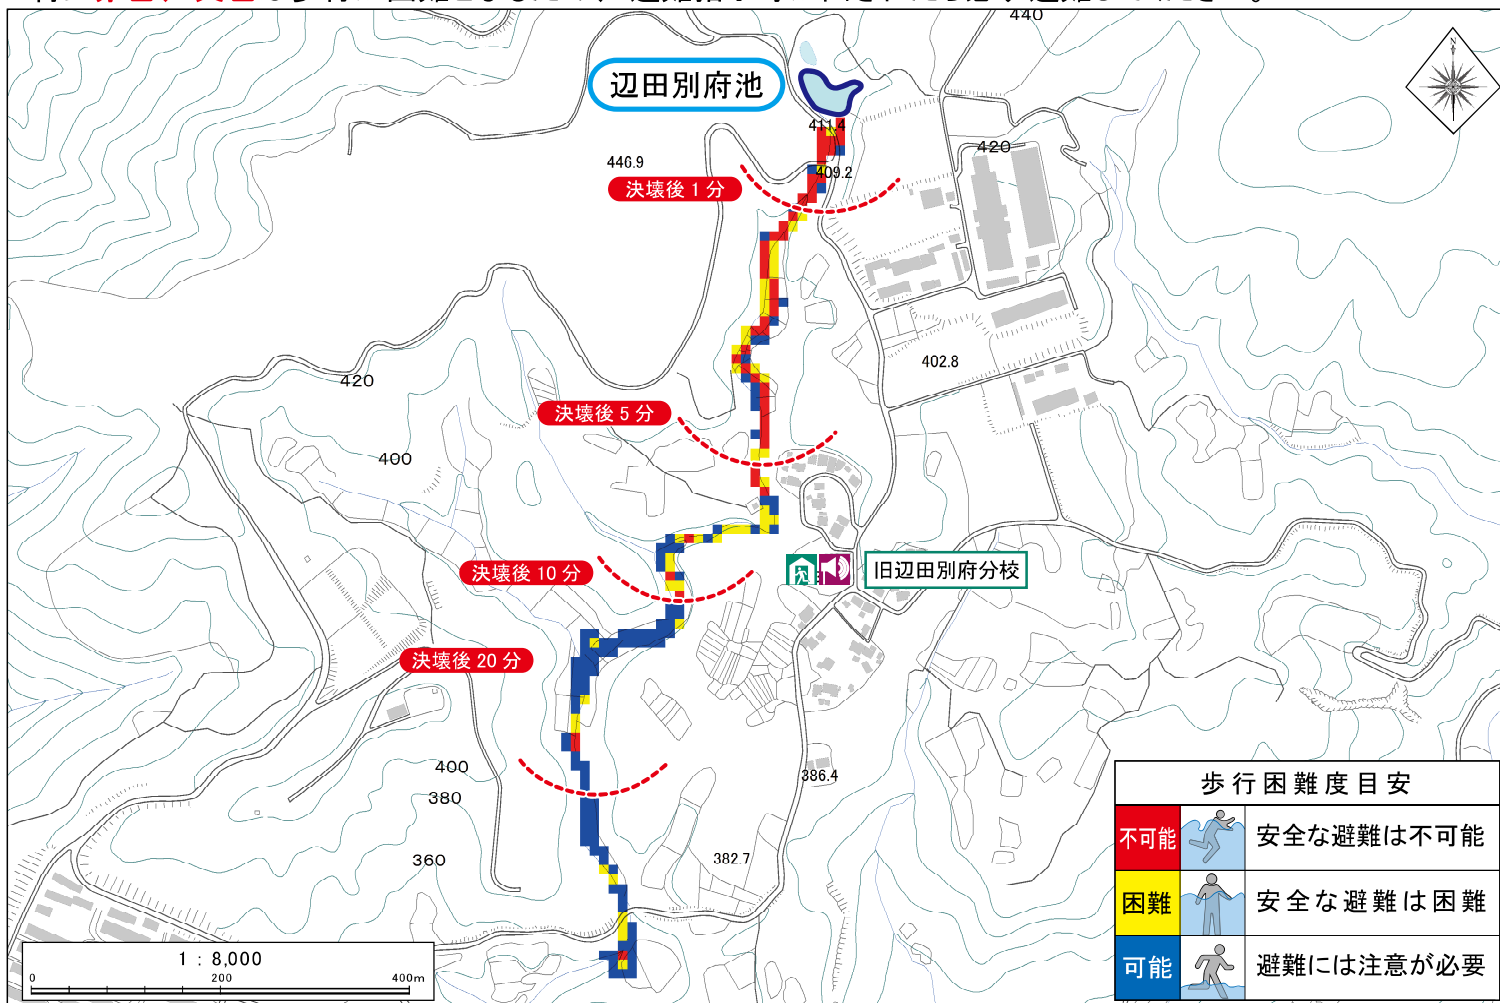 440
辺田別府池
N
411.4
420
446.9
409.2
決壊後 1 分
402.8
420
決壊後 5 分
400
決壊後 10 分
旧辺田別府分校
決壊後 20 分
400
386.4
380
歩行困難度目安
不可能 安全な避難は不可能
382.7
360
困難 安全な避難は困難
1 : 8,000
可能 避難には注意が必要
0 200 400m